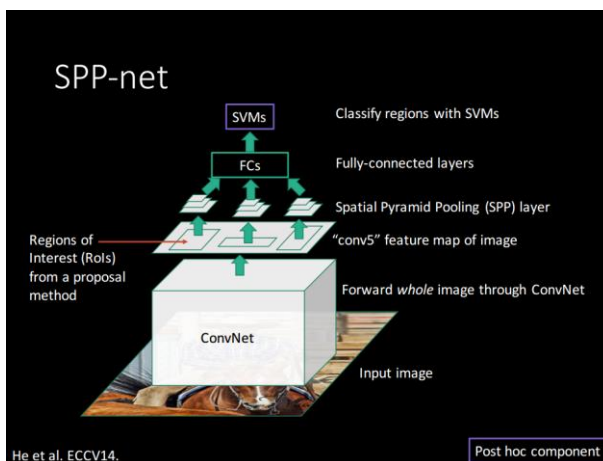 SPP-net
SVMs
Classify regions with SVMs
FCs
Fully-connected layers
Spatial Pyramid Pooling (SPP) layer
Regions of
Interest (RoIs)
from a proposal
method
“conv5” feature map of image
Forward whole image through ConvNet
ConvNet
Input image
He et al. ECCV14.
Post hoc component